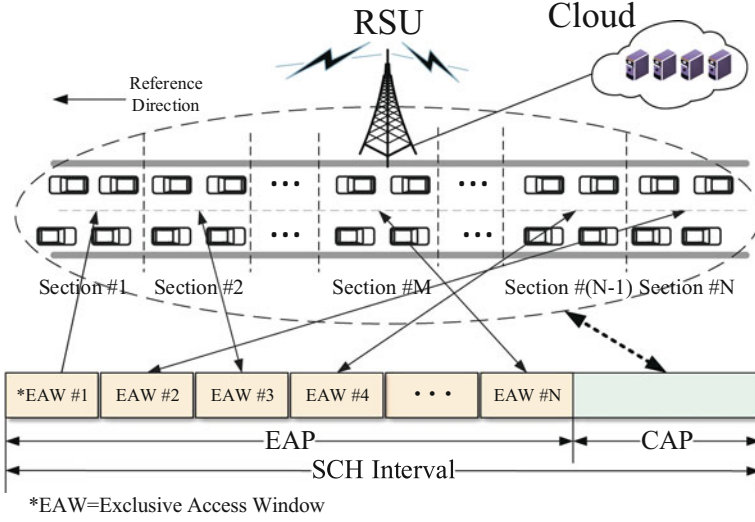 RSU
Cloud
Reference
Direction
Section #1 Section #2 Section #M Section #(N-1) Section #N
*EAW #1 EAW #2 EAW #3 EAW #4 • • • EAW #N
EAP CAP
SCH Interval
*EAW=Exclusive Access Window